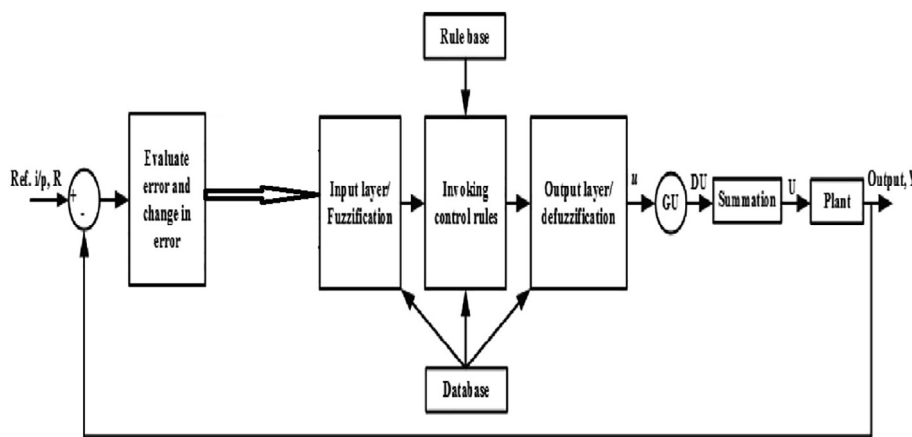 Rule base
Ref. i/p, R
+
-
Evaluate
error and
change in
error
Input layer/
Fuzzification
Invoking
control rules
Output layer/
defuzzification
u
GU
DU
Summation
U
Plant
Output, Y
Database